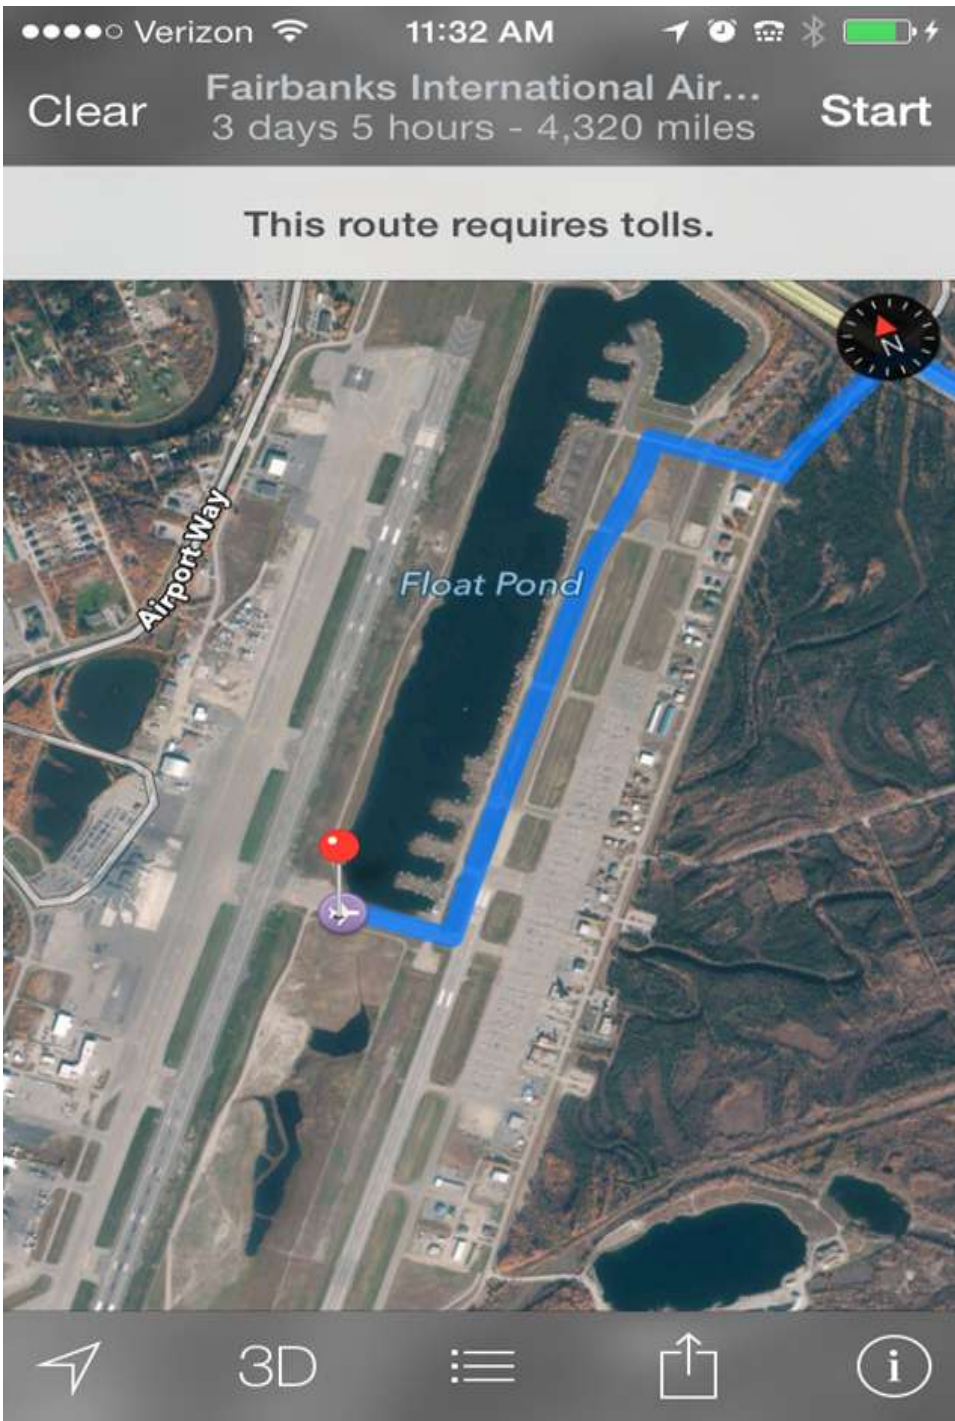 Verizon 11:32 AM
Clear Fairbanks International Air... Start
3 days 5 hours - 4,320 miles
This route requires tolls.
N
Airport Way
Float Pond
3D
i